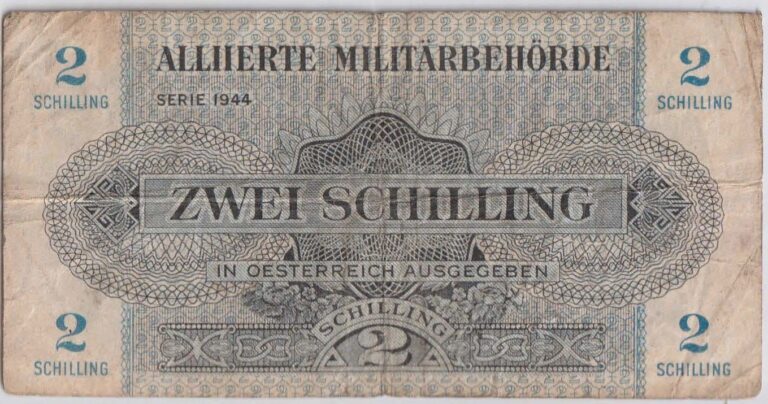 2 ALLIIERTE MILITÄRBEHÖRDE 2
SCHILLING SERIE 1944 SCHILLING
ZWEI SCHILLING
IN OESTERREICH AUSGEGEBEN
2 SCHILLING 2
SCHILLING 2 SCHILLING